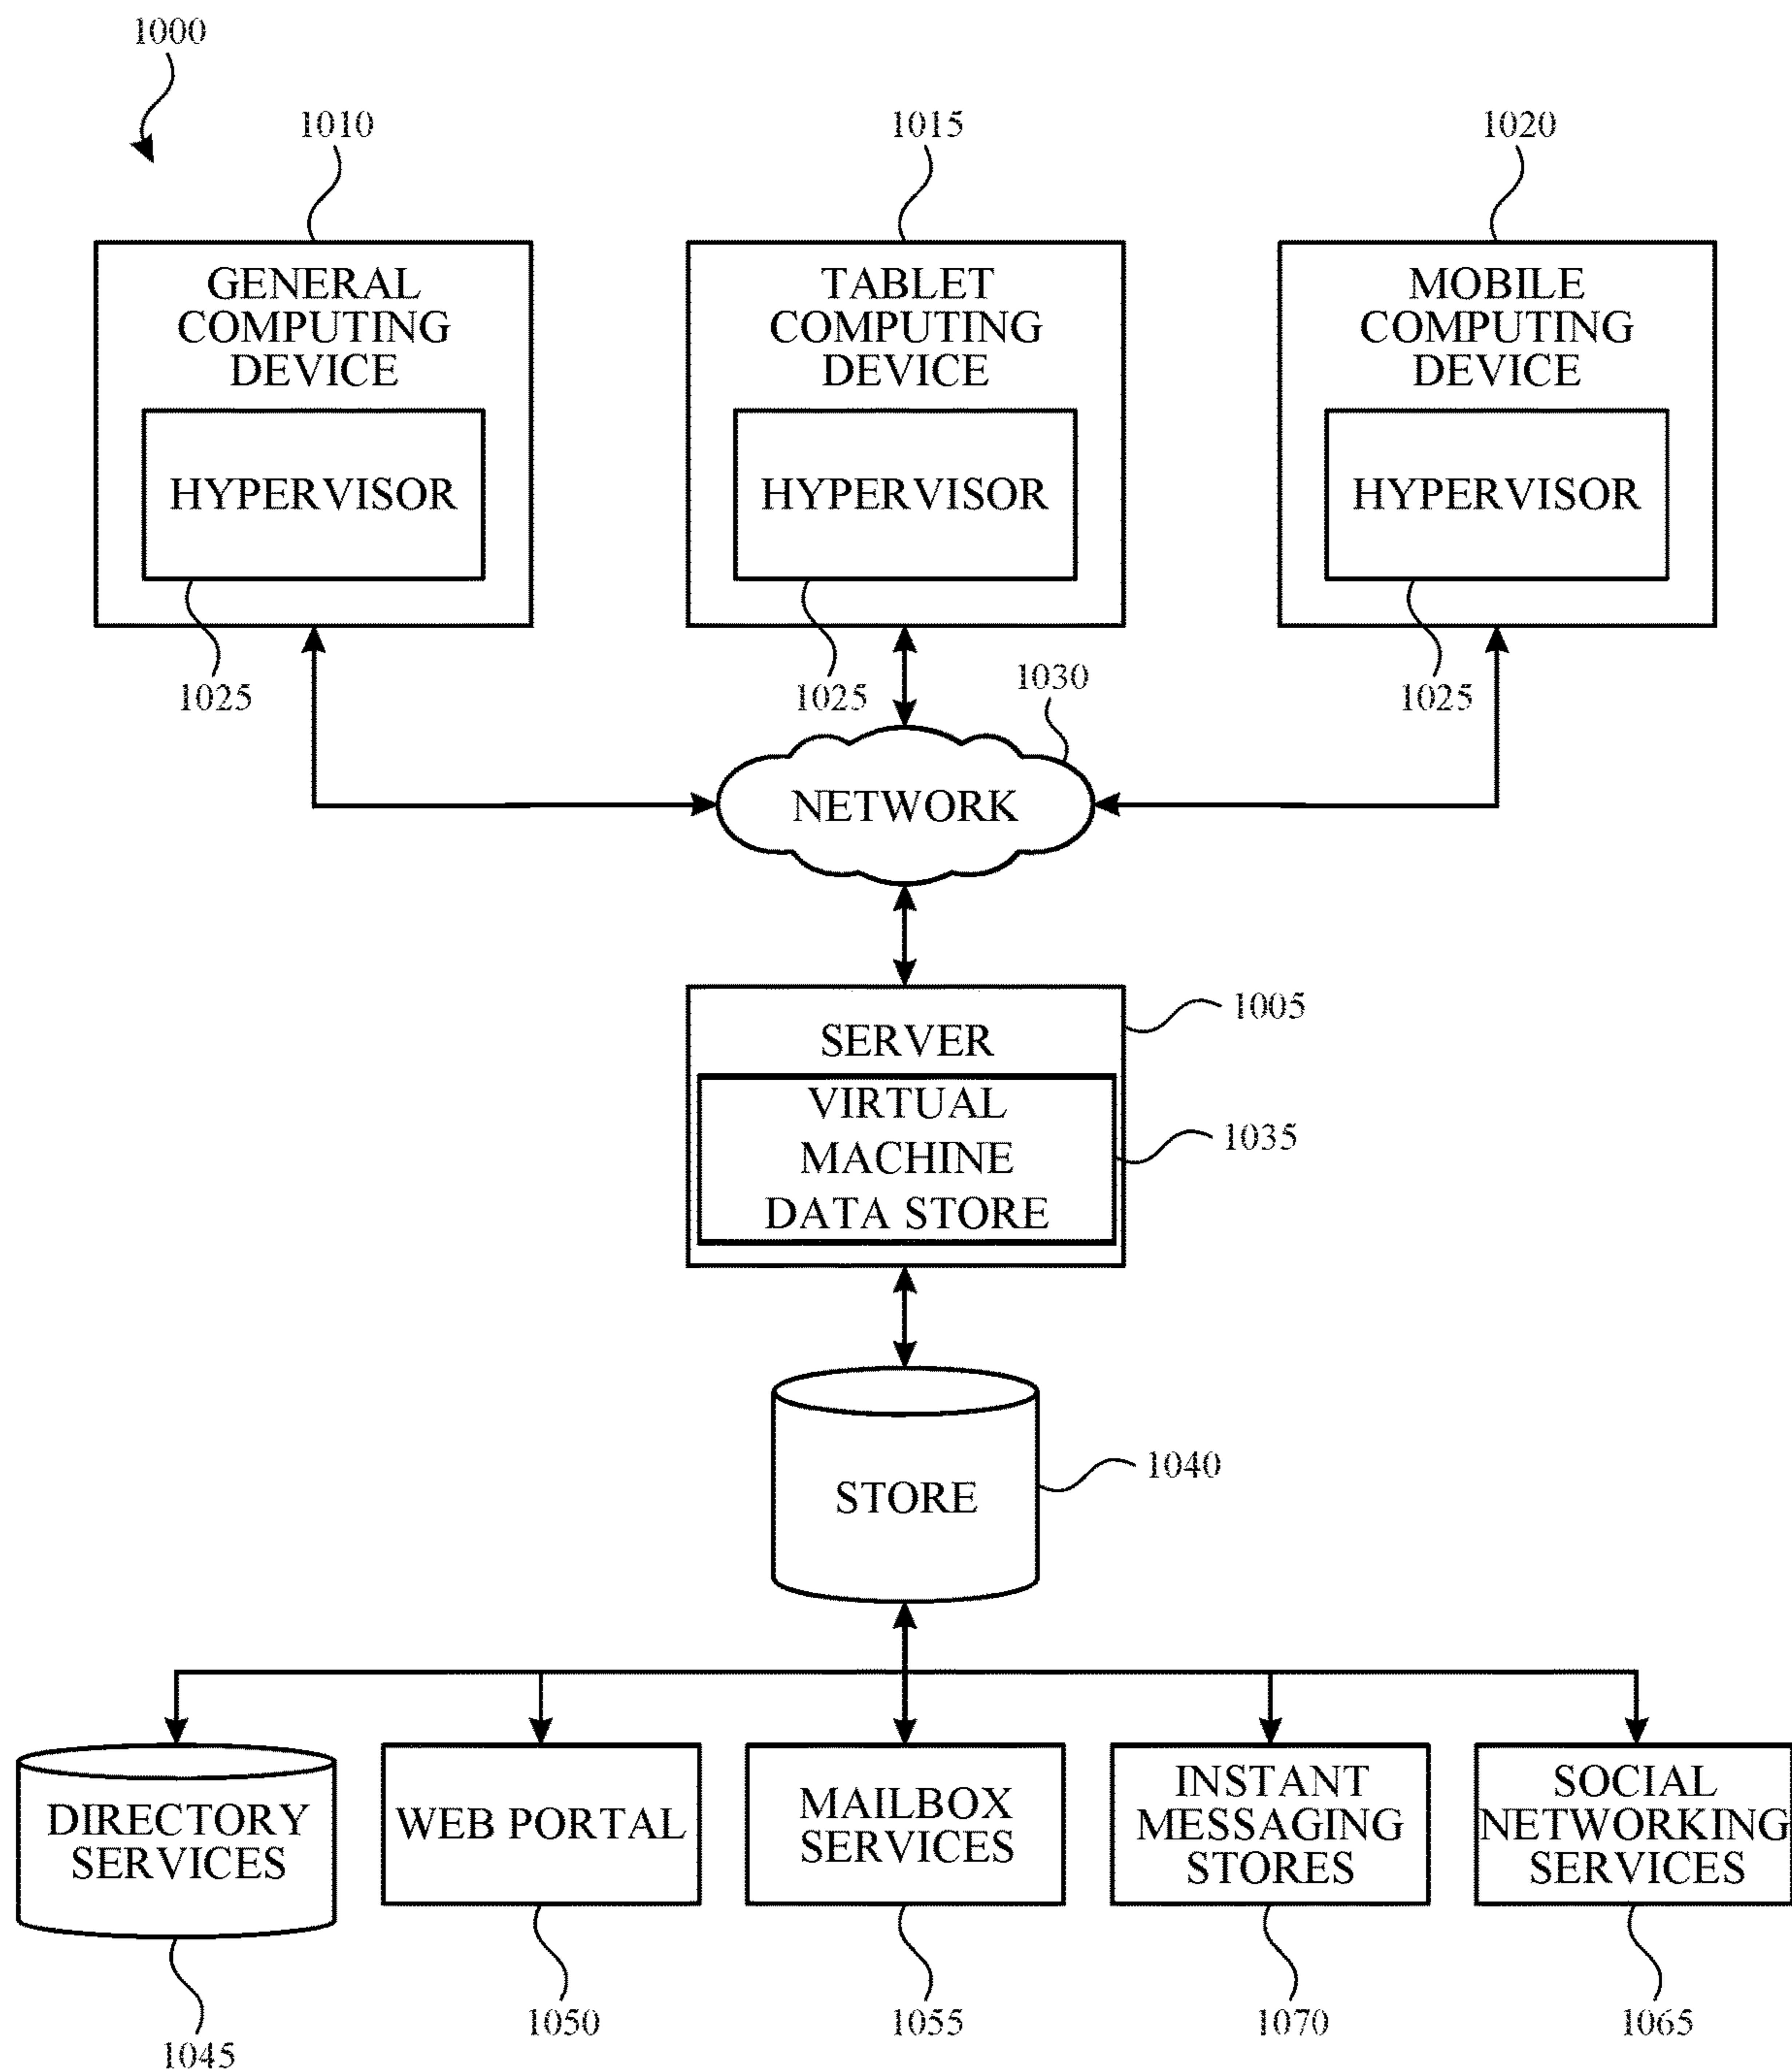 1000
1010
1015
1020
GENERAL
COMPUTING
DEVICE
HYPERVISOR
1025
TABLET
COMPUTING
DEVICE
HYPERVISOR
1025
MOBILE
COMPUTING
DEVICE
HYPERVISOR
1025
1030
NETWORK
1005
SERVER
VIRTUAL
MACHINE
DATA STORE
1035
STORE
1040
DIRECTORY
SERVICES
WEB PORTAL
MAILBOX
SERVICES
INSTANT
MESSAGING
STORES
SOCIAL
NETWORKING
SERVICES
1045
1050
1055
1070
1065